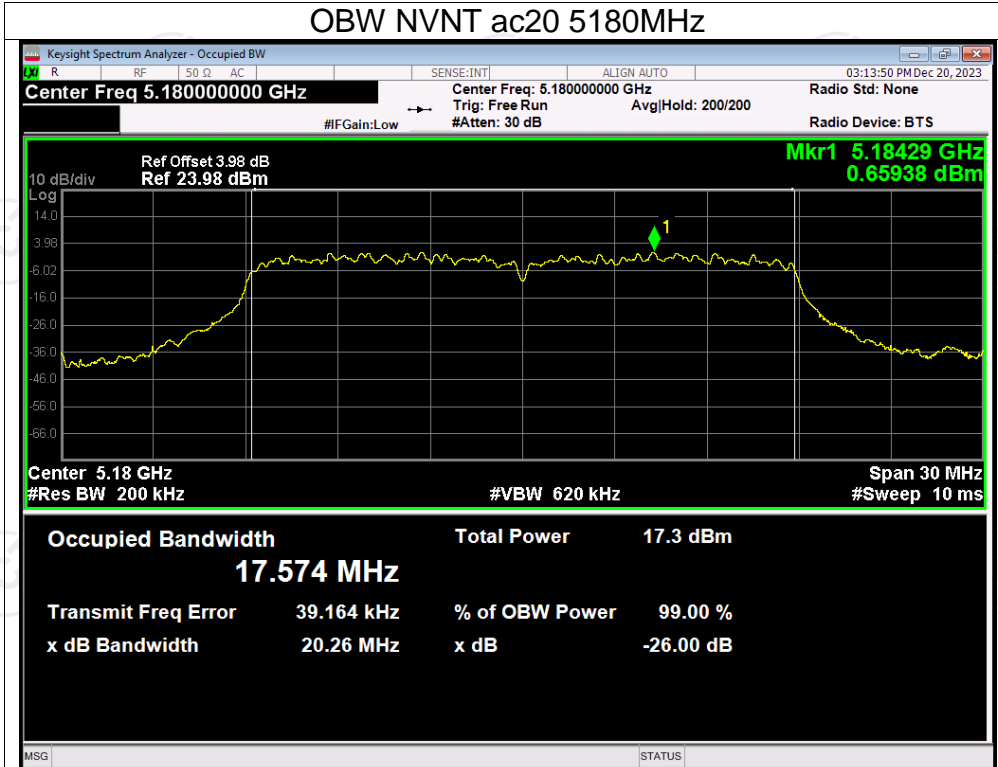 OBW NVNT ac20 5180MHz
Keysight Spectrum Analyzer - Occupied BW
LXI R RF 50 Ω AC SENSE:INT ALIGN AUTO 03:13:50 PM Dec 20, 2023
Center Freq 5.180000000 GHz Center Freq: 5.180000000 GHz Radio Std: None
Trig: Free Run Avg|Hold: 200/200
#IFGain:Low #Atten: 30 dB Radio Device: BTS
Mkr1 5.18429 GHz
Ref Offset 3.98 dB
10 dB/div Ref 23.98 dBm 0.65938 dBm
Log
14.0
1
3.98
-6.02
-16.0
-26.0
-36.0
-46.0
-56.0
-66.0
Center 5.18 GHz Span 30 MHz
#Res BW 200 kHz #VBW 620 kHz #Sweep 10 ms
Occupied Bandwidth Total Power 17.3 dBm
17.574 MHz
Transmit Freq Error 39.164 kHz % of OBW Power 99.00 %
x dB Bandwidth 20.26 MHz x dB -26.00 dB
MSG STATUS